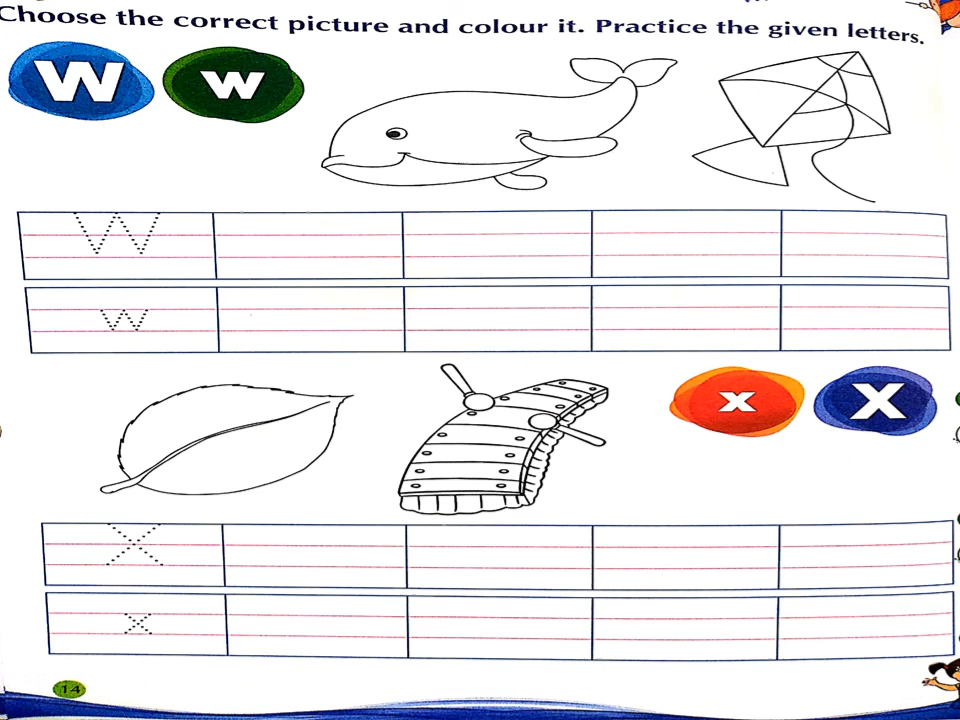 Choose the correct picture and colour it. Practice the given letters.
W w
W
w
x X
X
x
14